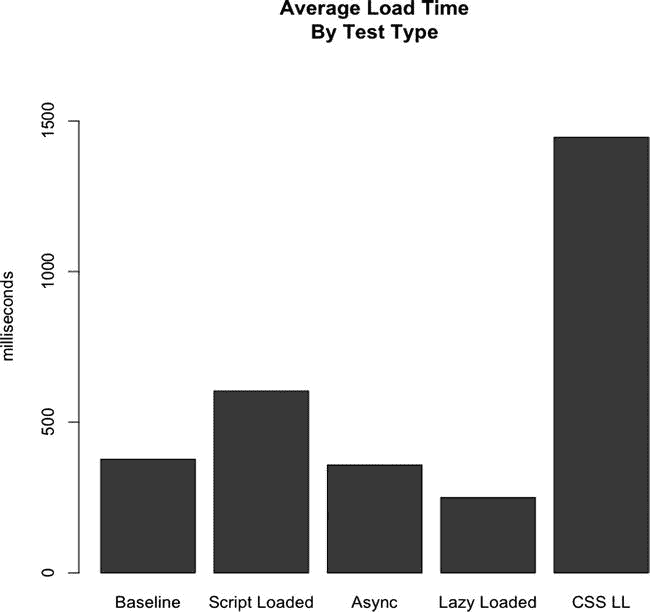 Average Load Time
By Test Type
1500
1000
500
0
milliseconds
Baseline Script Loaded Async Lazy Loaded CSS LL